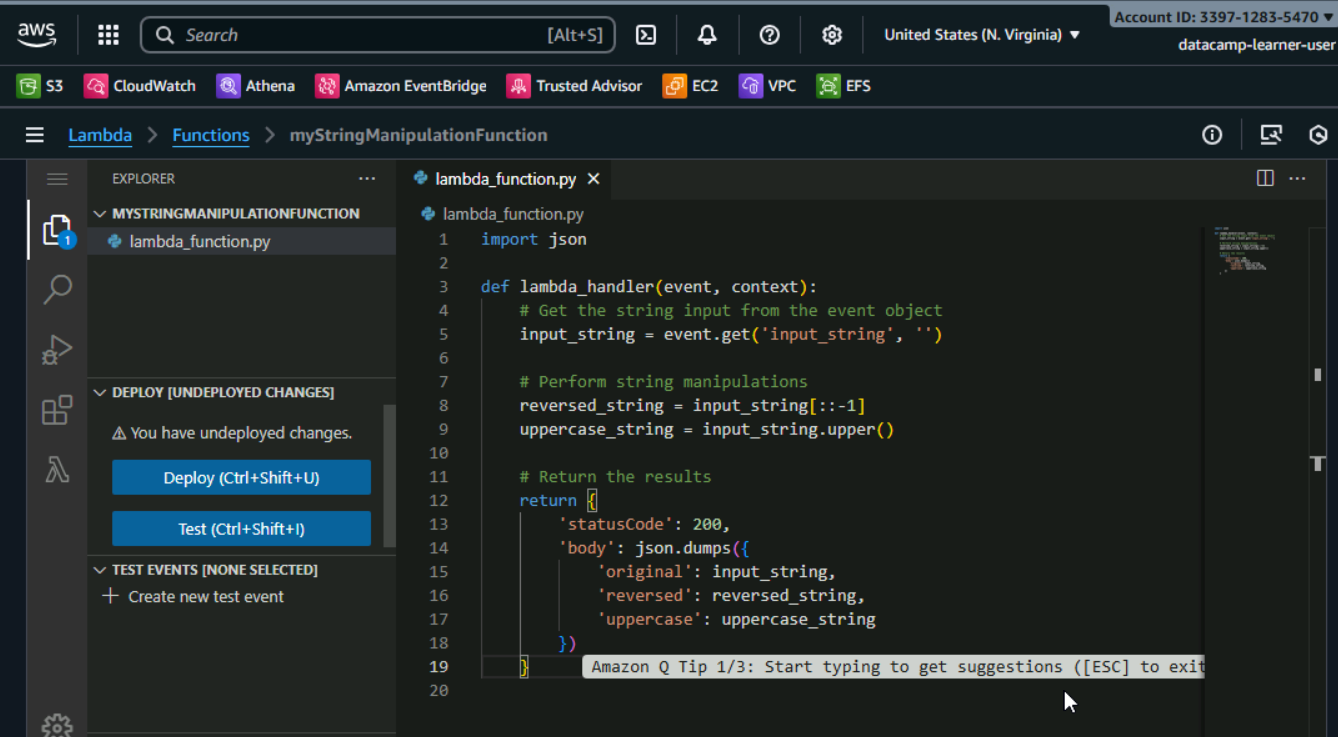 aws
Search [Alt+S]
United States (N. Virginia) ▼
Account ID: 3397-1283-5470 ▼
datacamp-learner-user
S3 CloudWatch Athena Amazon EventBridge Trusted Advisor EC2 VPC EFS
Lambda > Functions > myStringManipulationFunction
EXPLORER ...
MYSTRINGMANIPULATIONFUNCTION
lambda_function.py
1
DEPLOY [UNDEPLOYED CHANGES]
⚠ You have undeployed changes.
Deploy (Ctrl+Shift+U)
Test (Ctrl+Shift+I)
TEST EVENTS [NONE SELECTED]
+ Create new test event
lambda_function.py ×
lambda_function.py
1 import json
2
3 def lambda_handler(event, context):
4     # Get the string input from the event object
5     input_string = event.get('input_string', '')
6
7     # Perform string manipulations
8     reversed_string = input_string[::-1]
9     uppercase_string = input_string.upper()
10
11     # Return the results
12     return {
13         'statusCode': 200,
14         'body': json.dumps({
15             'original': input_string,
16             'reversed': reversed_string,
17             'uppercase': uppercase_string
18         })
19     } Amazon Q Tip 1/3: Start typing to get suggestions ([ESC] to exit
20